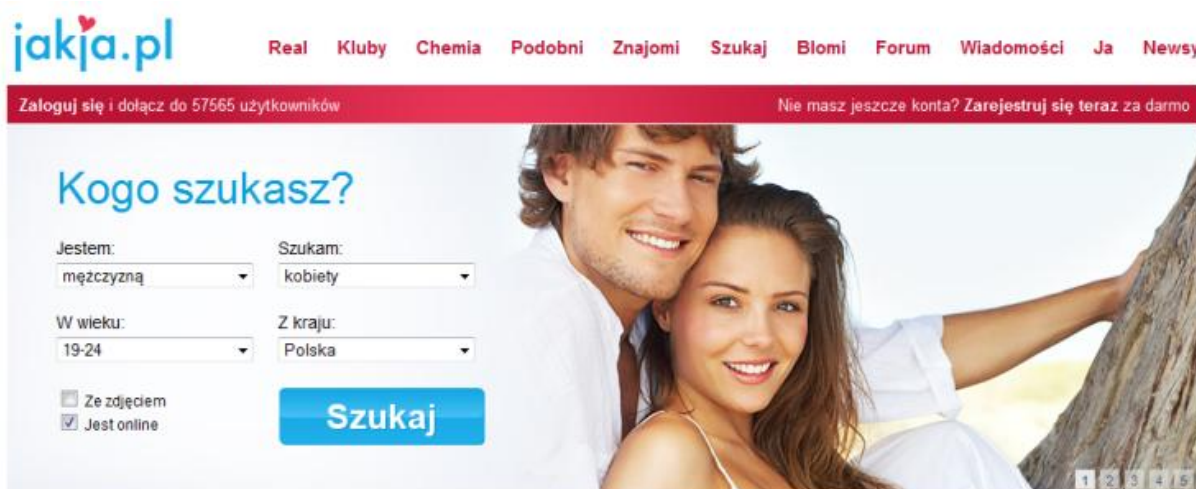 jakja.pl
Real Kluby Chemia Podobni Znajomi Szukaj Blomi Forum Wiadomości Ja Newsy
Zaloguj się i dołącz do 57565 użytkowników
Nie masz jeszcze konta? Zarejestruj się teraz za darmo
Kogo szukasz?
Jestem: Szukam:
mężczyzną kobiety
W wieku: Z kraju:
19-24 Polska
Ze zdjęciem
Jest online
Szukaj
1 2 3 4 5